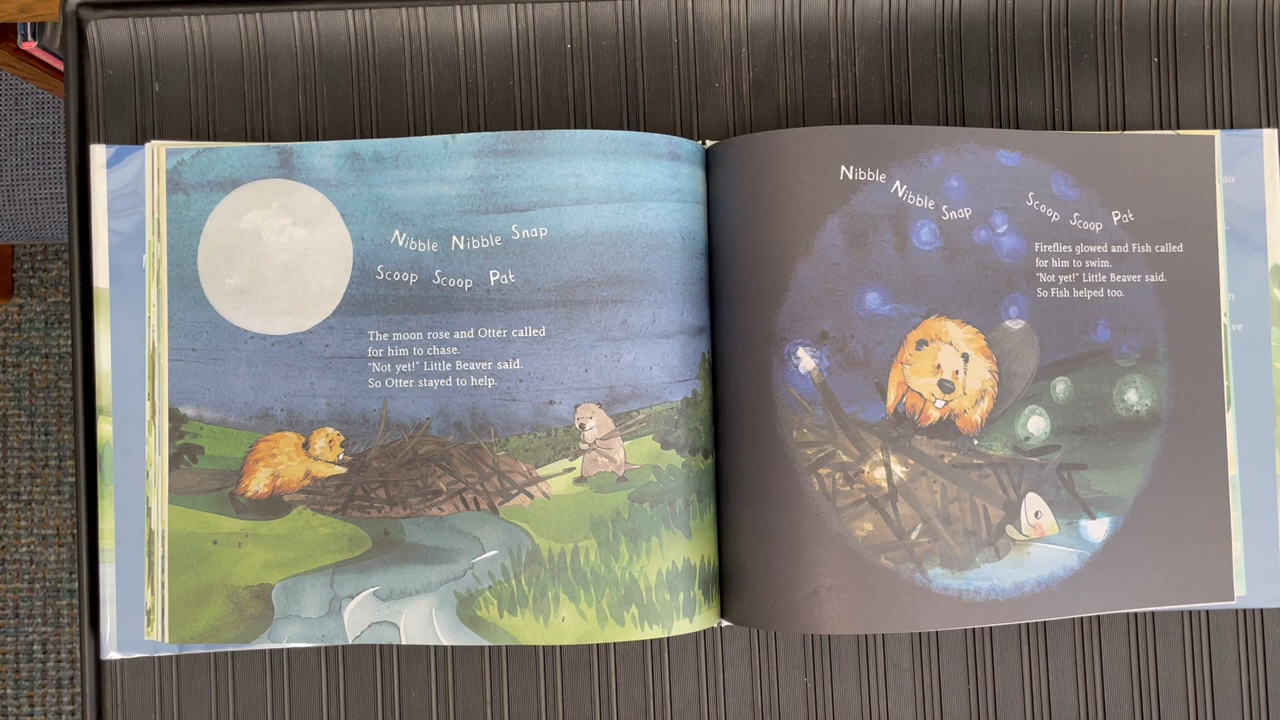 Nibble Nibble Snap
Scoop Scoop Pat
The moon rose and Otter called
for him to chase.
"Not yet!" Little Beaver said.
So Otter stayed to help.
Nibble Nibble Snap
Scoop Scoop Pat
Fireflies glowed and Fish called
for him to swim.
"Not yet!" Little Beaver said.
So Fish helped too.